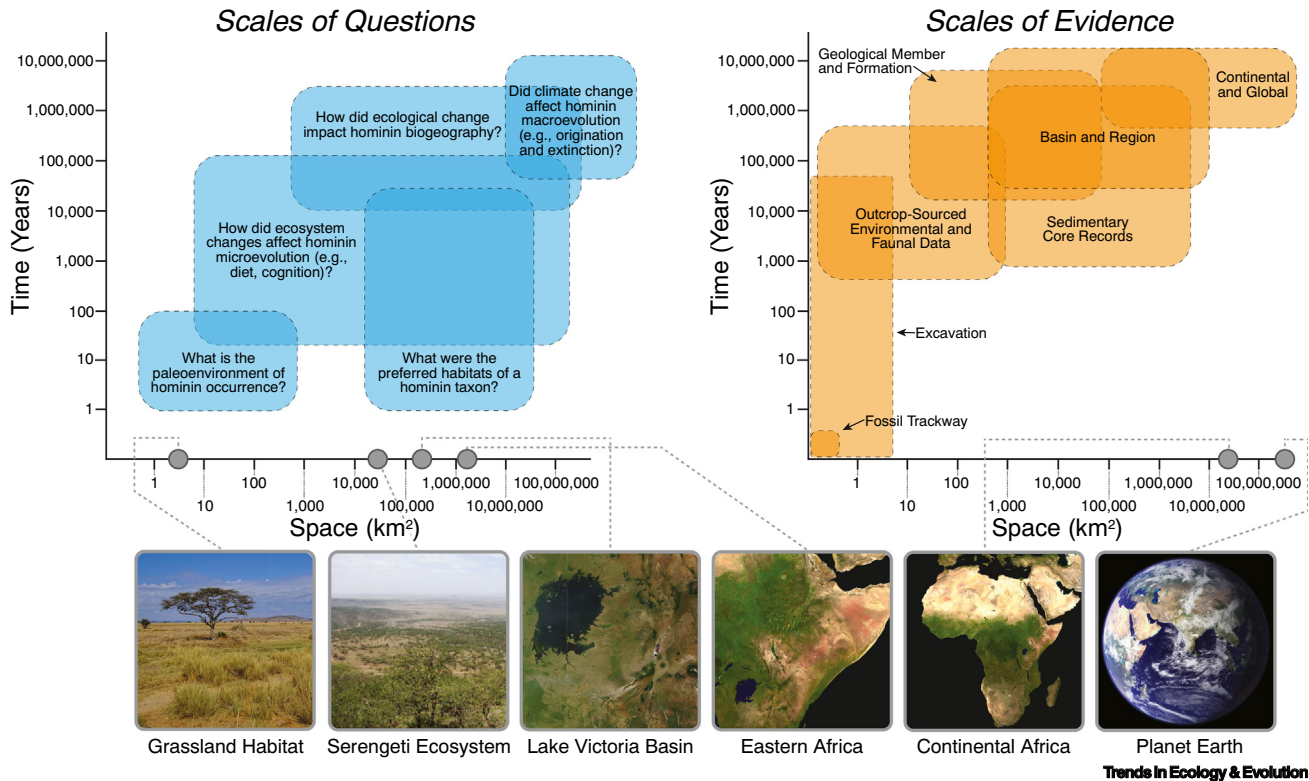 Scales of Questions
Time (Years)
10,000,000
1,000,000
100,000
10,000
1,000
100
10
1
Did climate change
affect hominin
macroevolution
(e.g., origination
and extinction)?
How did ecological change
impact hominin biogeography?
How did ecosystem
changes affect hominin
microevolution (e.g.,
diet, cognition)?
What is the
paleoenvironment of
hominin occurrence?
What were the
preferred habitats of a
hominin taxon?
1 100 10,000 1,000,000 100,000,000
10 1,000 100,000 10,000,000
Space (km²)
Scales of Evidence
Time (Years)
10,000,000
1,000,000
100,000
10,000
1,000
100
10
1
Geological Member
and Formation
Continental
and Global
Basin and Region
Outcrop-Sourced
Environmental and
Faunal Data
Sedimentary
Core Records
Excavation
Fossil Trackway
1 100 10,000 1,000,000 100,000,000
10 1,000 100,000 10,000,000
Space (km²)
Grassland Habitat
Serengeti Ecosystem
Lake Victoria Basin
Eastern Africa
Continental Africa
Planet Earth
Trends in Ecology & Evolution